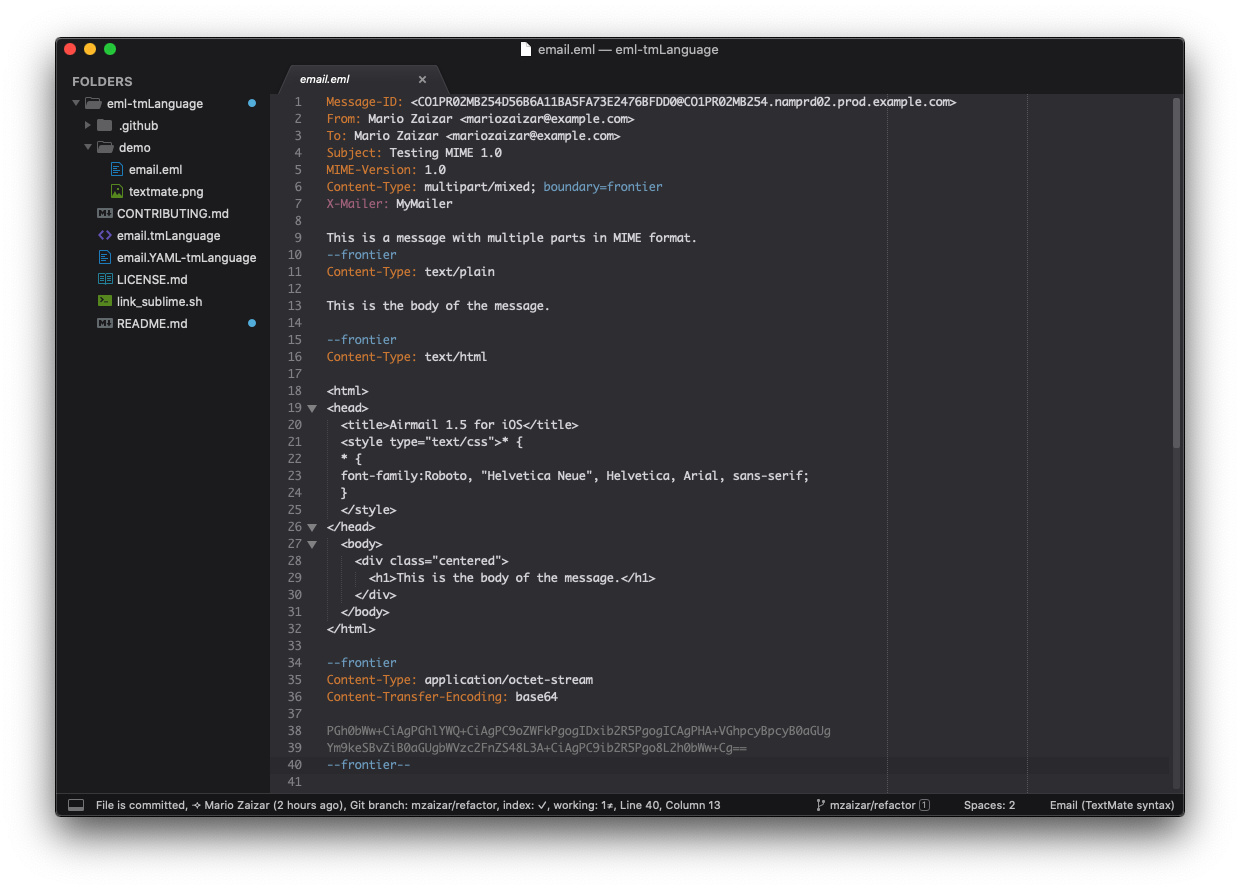 email.eml — eml-tmLanguage
FOLDERS
eml-tmLanguage
.github
demo
email.eml
textmate.png
CONTRIBUTING.md
email.tmLanguage
email.YAML-tmLanguage
LICENSE.md
link_sublime.sh
README.md
email.eml
1 Message-ID: <CO1PR02MB254D56B6A11BA5FA73E2476BFDD0@CO1PR02MB254.namprd02.prod.example.com>
2 From: Mario Zaizar <mariozaizar@example.com>
3 To: Mario Zaizar <mariozaizar@example.com>
4 Subject: Testing MIME 1.0
5 MIME-Version: 1.0
6 Content-Type: multipart/mixed; boundary=frontier
7 X-Mailer: MyMailer
8
9 This is a message with multiple parts in MIME format.
10 --frontier
11 Content-Type: text/plain
12
13 This is the body of the message.
14
15 --frontier
16 Content-Type: text/html
17
18 <html>
19 <head>
20 <title>Airmail 1.5 for iOS</title>
21 <style type="text/css">* {
22 * {
23 font-family:Roboto, "Helvetica Neue", Helvetica, Arial, sans-serif;
24 }
25 </style>
26 </head>
27 <body>
28 <div class="centered">
29 <h1>This is the body of the message.</h1>
30 </div>
31 </body>
32 </html>
33
34 --frontier
35 Content-Type: application/octet-stream
36 Content-Transfer-Encoding: base64
37
38 PGh0bWw+CiAgPGhlYWQ+CiAgPC9oZWFkPgogIDxib2R5PgogICAgPHA+VGhpcyBpcyB0aGUg
39 Ym9keSBvZiB0aGUgbWVzc2FnZS48L3A+CiAgPC9ib2R5Pgo8L2h0bWw+Cg==
40 --frontier--
41
File is committed, ✢ Mario Zaizar (2 hours ago), Git branch: mzaizar/refactor, index: ✓, working: 1≠, Line 40, Column 13
mzaizar/refactor 1
Spaces: 2
Email (TextMate syntax)